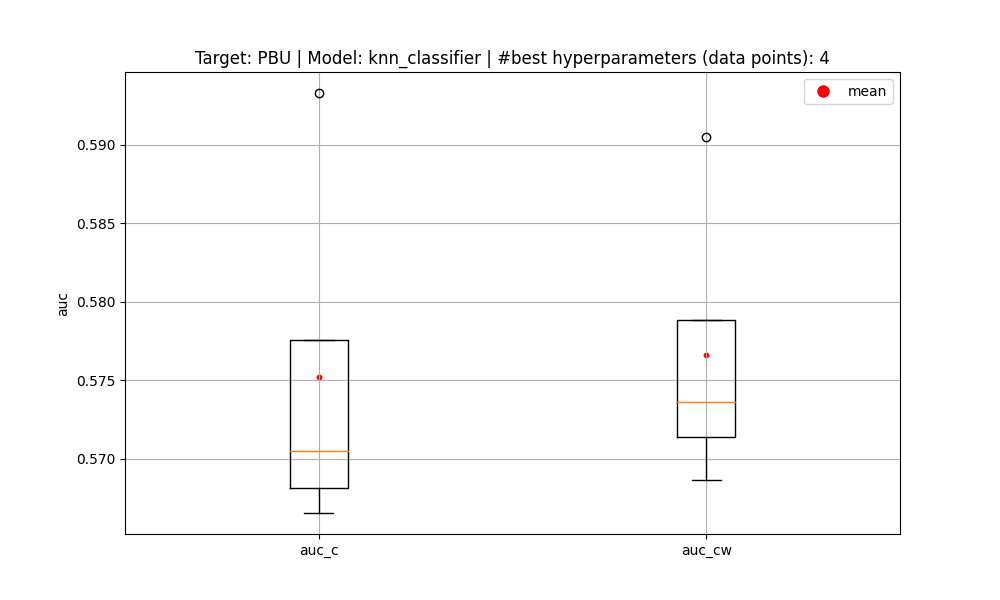 Target: PBU | Model: knn_classifier | #best hyperparameters (data points): 4
mean
0.590
0.585
0.580
0.575
0.570
auc
auc_c
auc_cw